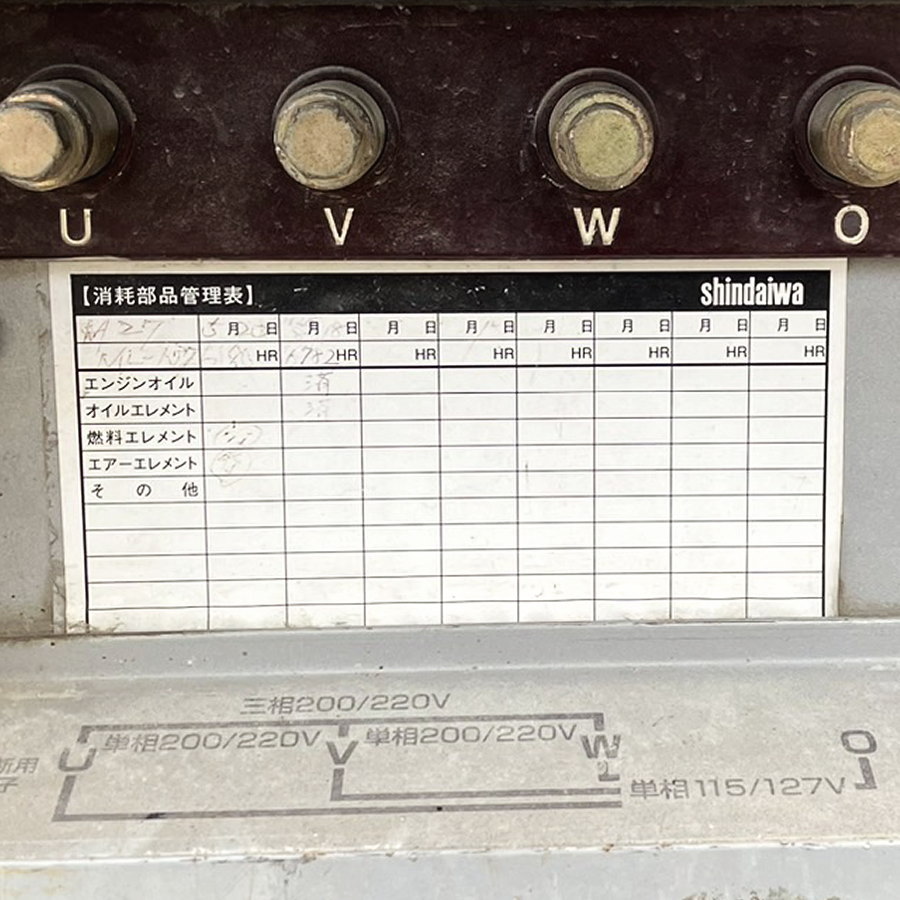 U V W O
【消耗部品管理表】 shindaiwa
月 日 月 日 月 日 月 日 月 日 月 日 月 日 月 日
HR HR HR HR HR HR HR HR
エンジンオイル 済
オイルエレメント 済
燃料エレメント
エアーエレメント
その他
三相200/220V
単相200/220V 単相200/220V
U V W O
断用
子
単相115/127V